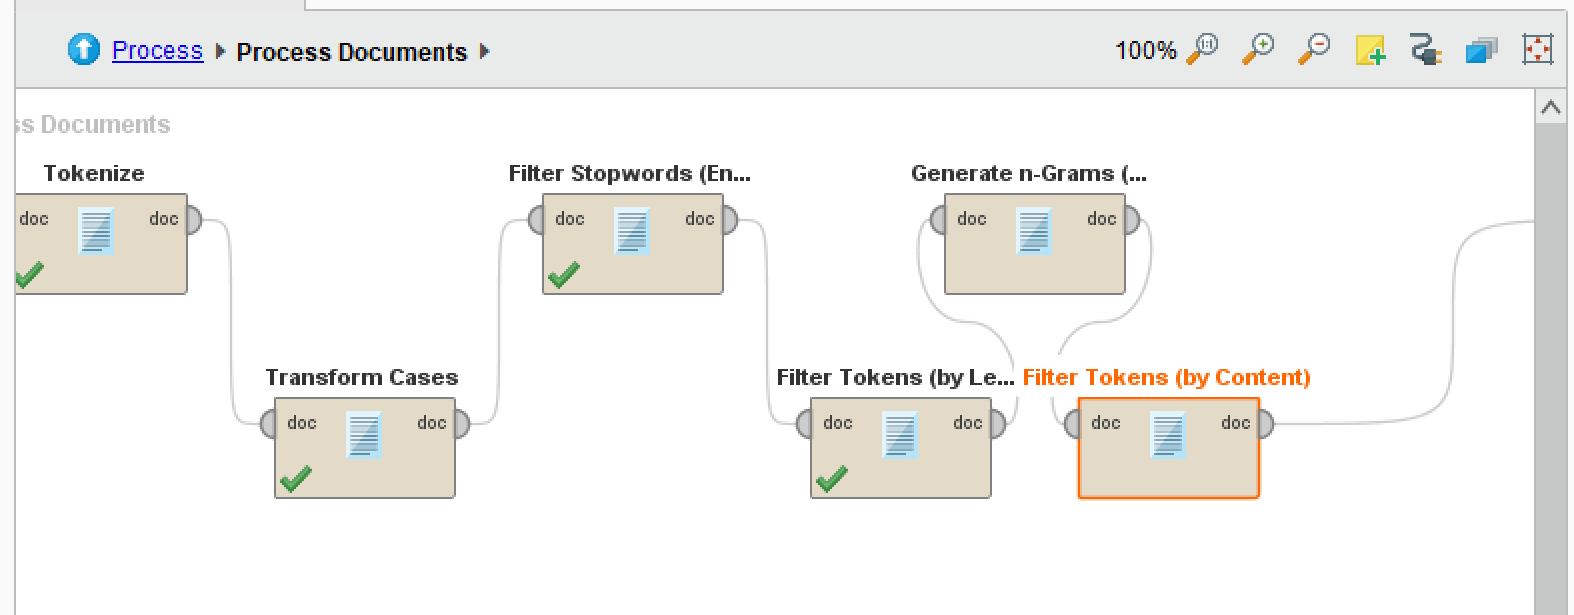 Process Process Documents 100%
ss Documents
Tokenize
doc doc
Filter Stopwords (En...
doc doc
Generate n-Grams (...
doc doc
Transform Cases
doc doc
Filter Tokens (by Le...
doc doc
Filter Tokens (by Content)
doc doc